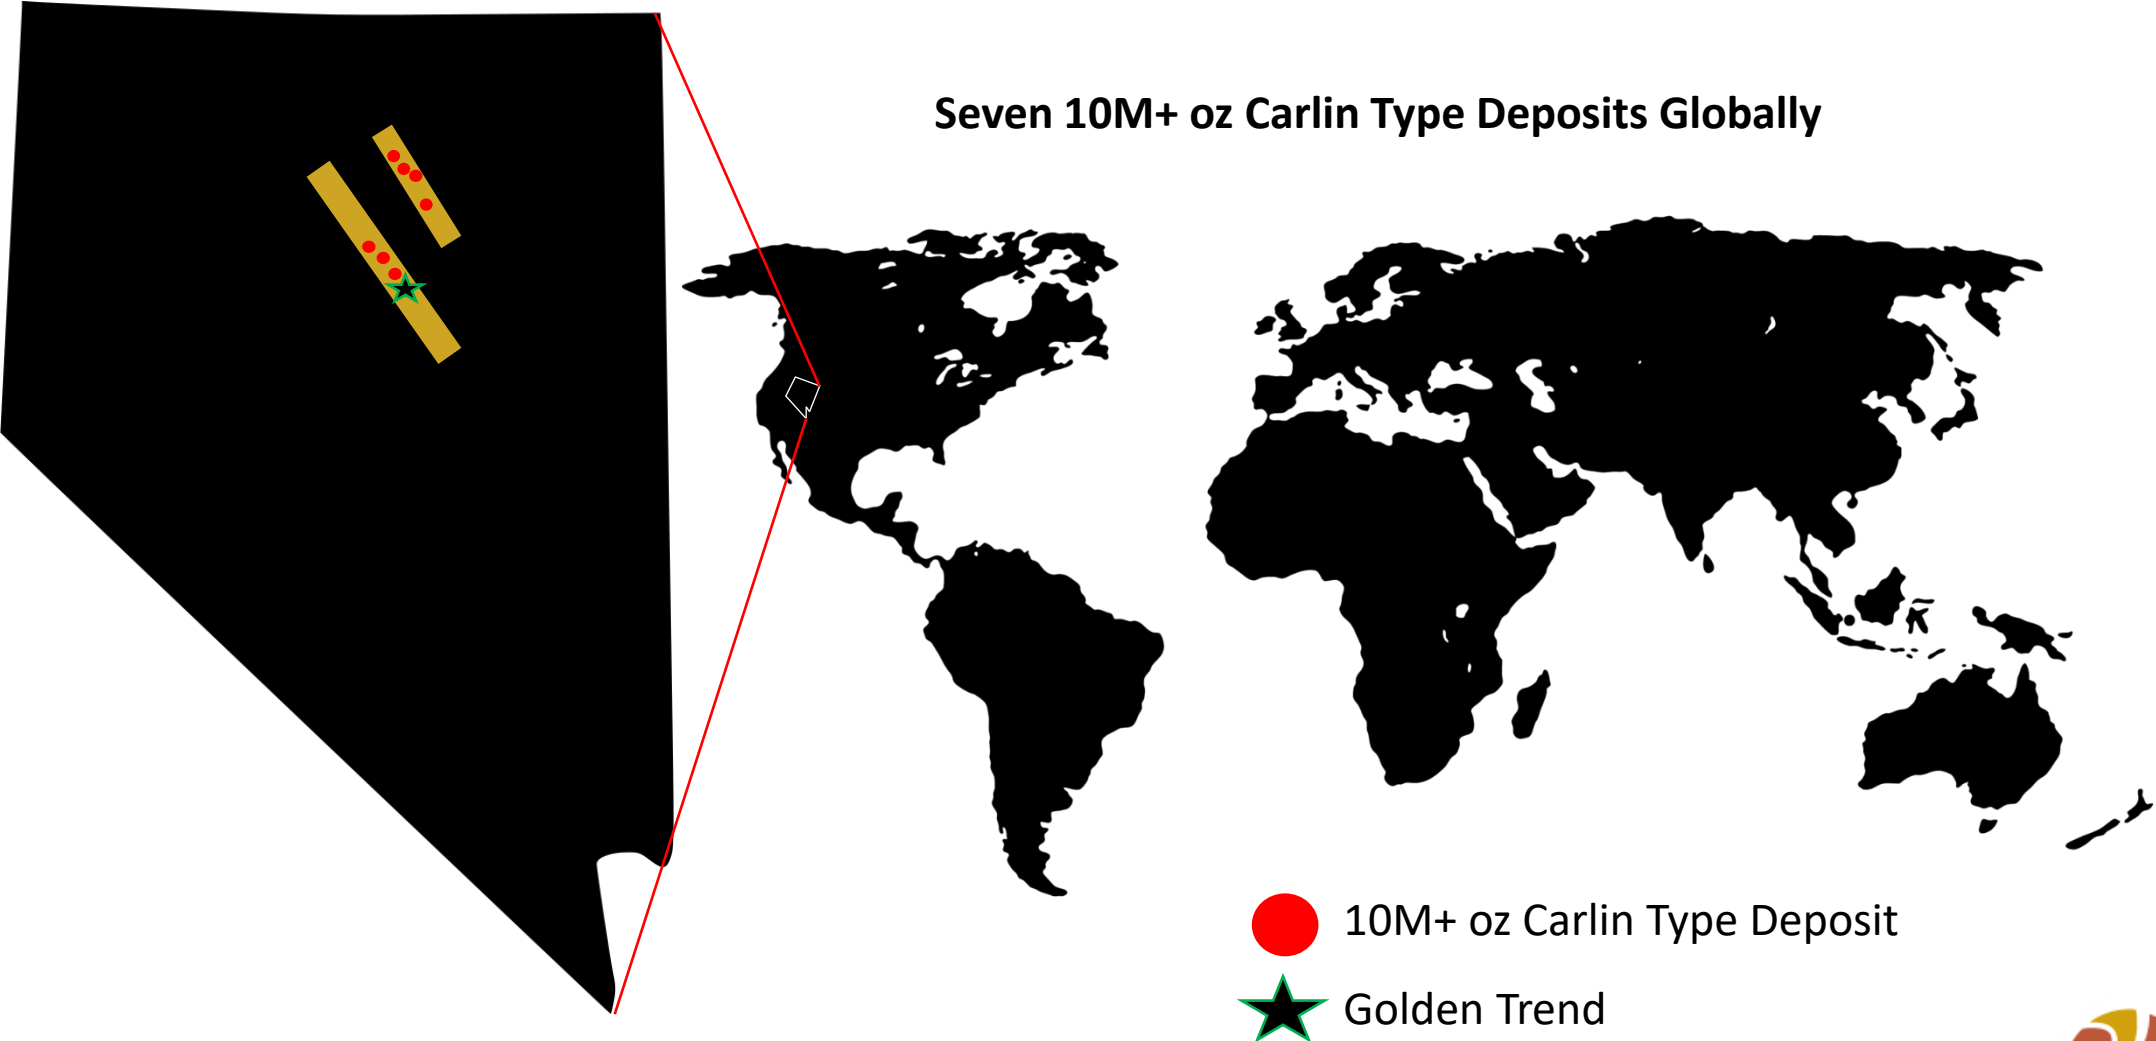 Seven 10M+ oz Carlin Type Deposits Globally
10M+ oz Carlin Type Deposit
Golden Trend